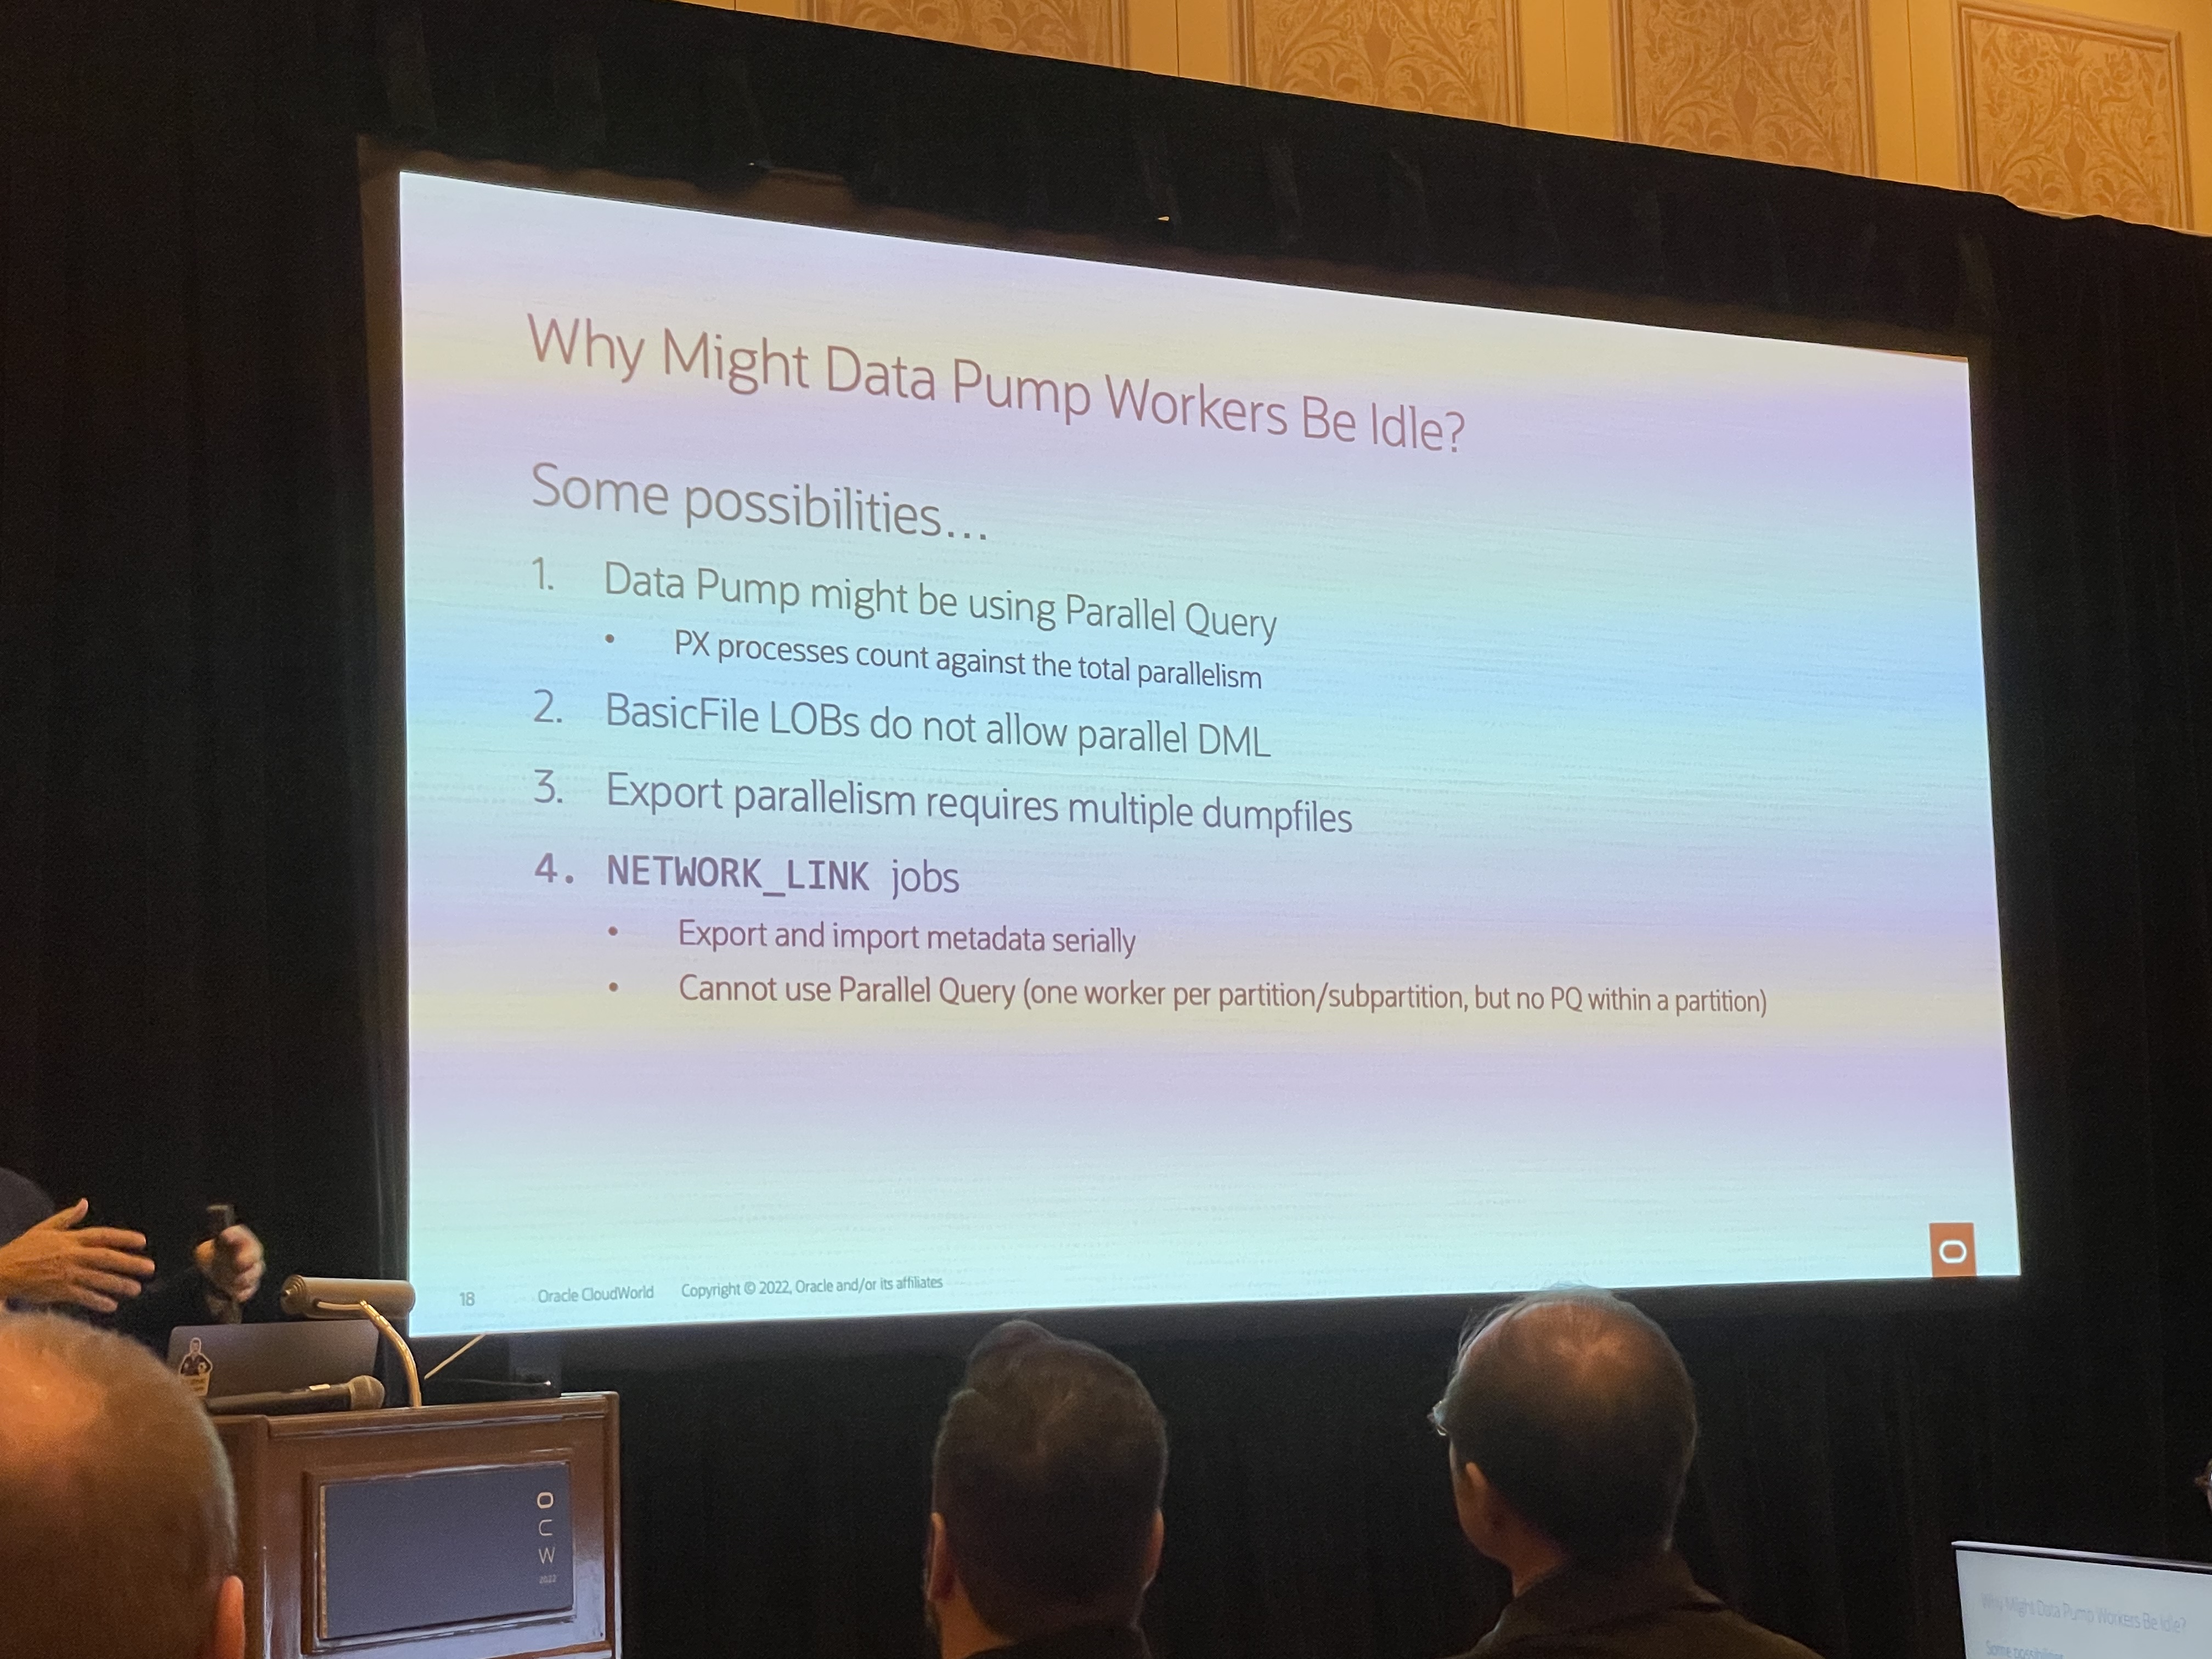 Why Might Data Pump Workers Be Idle?
Some possibilities...
1. Data Pump might be using Parallel Query
• PX processes count against the total parallelism
2. BasicFile LOBs do not allow parallel DML
3. Export parallelism requires multiple dumpfiles
4. NETWORK_LINK jobs
• Export and import metadata serially
• Cannot use Parallel Query (one worker per partition/subpartition, but no PQ within a partition)
18 Oracle CloudWorld Copyright © 2022, Oracle and/or its affiliates
O
C
W
2022
Why Might Data Pump Workers Be Idle?
Some